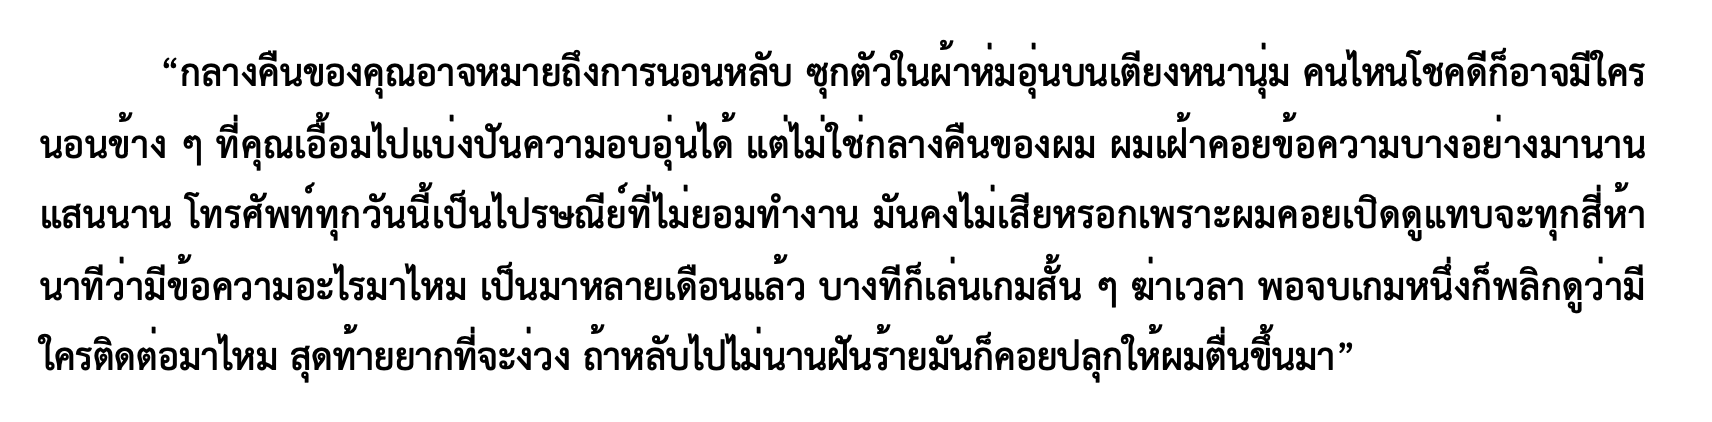 “กลางคืนของคุณอาจหมายถึงการนอนหลับ ซุกตัวในผ้าห่มอุ่นบนเตียงหนานุ่ม คนไหนโชคดีก็อาจมีใคร
นอนข้าง ๆ ที่คุณเอื้อมไปแบ่งปันความอบอุ่นได้ แต่ไม่ใช่กลางคืนของผม ผมเฝ้าคอยข้อความบางอย่างมานาน
แสนนาน โทรศัพท์ทุกวันนี้เป็นไปรษณีย์ที่ไม่ยอมทำงาน มันคงไม่เสียหรอกเพราะผมคอยเปิดดูแทบจะทุกสี่ห้า
นาทีว่ามีข้อความอะไรมาไหม เป็นมาหลายเดือนแล้ว บางทีก็เล่นเกมสั้น ๆ ฆ่าเวลา พอจบเกมหนึ่งก็พลิกดูว่ามี
ใครติดต่อมาไหม สุดท้ายยากที่จะง่วง ถ้าหลับไปไม่นานฝันร้ายมันก็คอยปลุกให้ผมตื่นขึ้นมา”